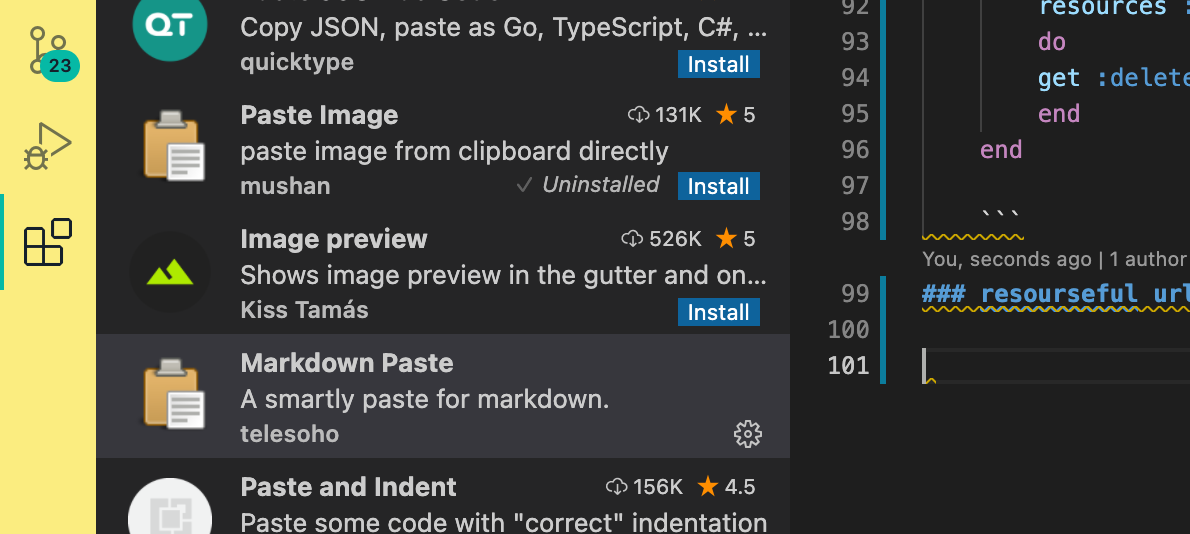 23
QT
Copy JSON, paste as Go, TypeScript, C#, ...
quicktype
Install
Paste Image
131K
5
paste image from clipboard directly
mushan
Uninstalled
Install
Image preview
526K
5
Shows image preview in the gutter and on...
Kiss Tamás
Install
Markdown Paste
A smartly paste for markdown.
telesoho
Paste and Indent
156K
4.5
Paste some code with "correct" indentation
92 resources :
93 do
94 get :delete
95 end
96 end
97
98 ```
You, seconds ago | 1 author
99 ### resourseful url
100
101